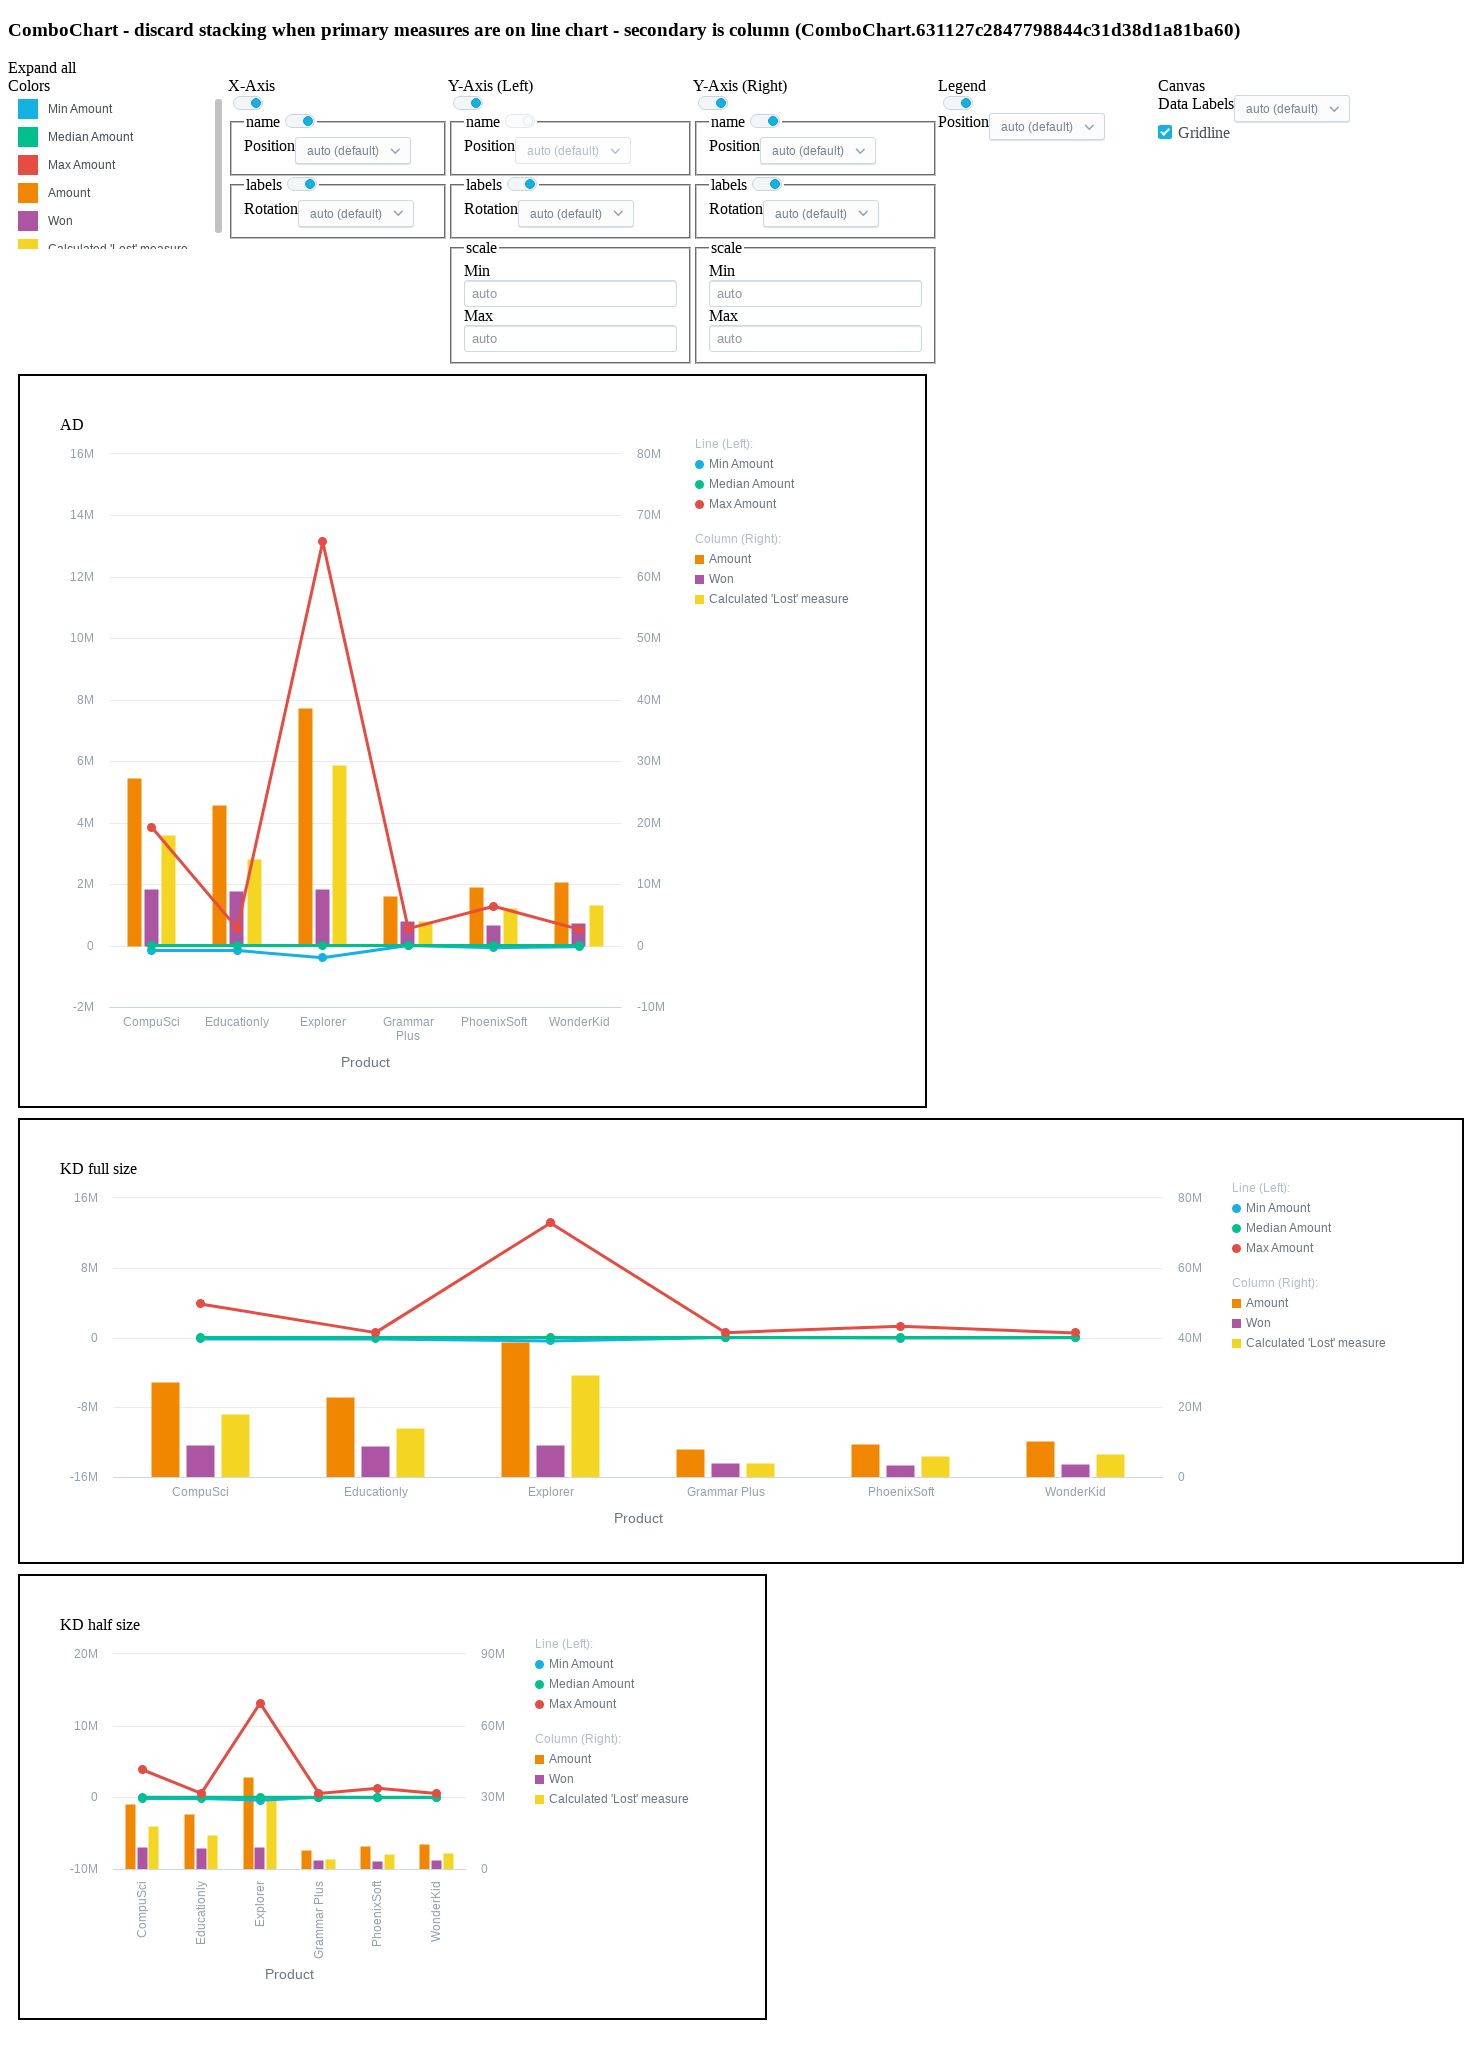 ComboChart - discard stacking when primary measures are on line chart - secondary is column (ComboChart.631127c2847798844c31d38d1a81ba60)
Expand all
Colors
Min Amount
Median Amount
Max Amount
Amount
Won
Calculated 'Lost' measure
X-Axis
name
Position auto (default)
labels
Rotation auto (default)
Y-Axis (Left)
name
Position auto (default)
labels
Rotation auto (default)
scale
Min
auto
Max
auto
Y-Axis (Right)
name
Position auto (default)
labels
Rotation auto (default)
scale
Min
auto
Max
auto
Legend
Position auto (default)
Canvas
Data Labels auto (default)
Gridline
AD
16M
14M
12M
10M
8M
6M
4M
2M
0
-2M
80M
70M
60M
50M
40M
30M
20M
10M
0
-10M
CompuSci
Educationly
Explorer
Grammar
Plus
PhoenixSoft
WonderKid
Product
Line (Left):
Min Amount
Median Amount
Max Amount
Column (Right):
Amount
Won
Calculated 'Lost' measure
KD full size
16M
8M
0
-8M
-16M
80M
60M
40M
20M
0
CompuSci
Educationly
Explorer
Grammar Plus
PhoenixSoft
WonderKid
Product
Line (Left):
Min Amount
Median Amount
Max Amount
Column (Right):
Amount
Won
Calculated 'Lost' measure
KD half size
20M
10M
0
-10M
90M
60M
30M
0
CompuSci
Educationly
Explorer
Grammar Plus
PhoenixSoft
WonderKid
Product
Line (Left):
Min Amount
Median Amount
Max Amount
Column (Right):
Amount
Won
Calculated 'Lost' measure